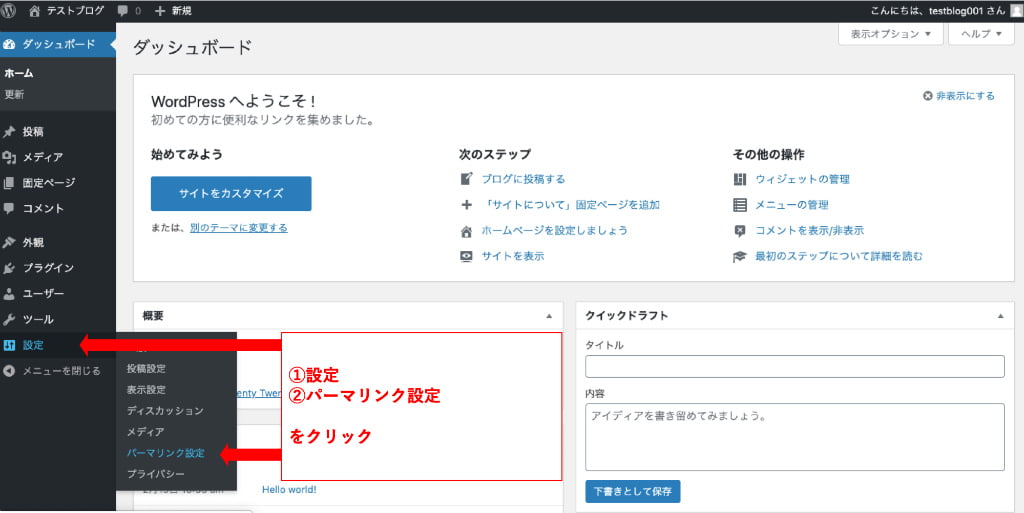 テストブログ 0 新規 こんにちは、testblog001 さん
ダッシュボード
ホーム
更新
投稿
メディア
固定ページ
コメント
外観
プラグイン
ユーザー
ツール
設定
メニューを閉じる
投稿設定
表示設定
ディスカッション
メディア
パーマリンク設定
プライバシー
ダッシュボード
表示オプション ▼ ヘルプ ▼
WordPress へようこそ !
初めての方に便利なリンクを集めました。
非表示にする
始めてみよう
サイトをカスタマイズ
または、別のテーマに変更する
次のステップ
ブログに投稿する
「サイトについて」固定ページを追加
ホームページを設定しましょう
サイトを表示
その他の操作
ウィジェットの管理
メニューの管理
コメントを表示/非表示
最初のステップについて詳細を読む
概要
①設定
②パーマリンク設定
をクリック
Hello world!
クイックドラフト
タイトル
内容
アイディアを書き留めてみましょう。
下書きとして保存